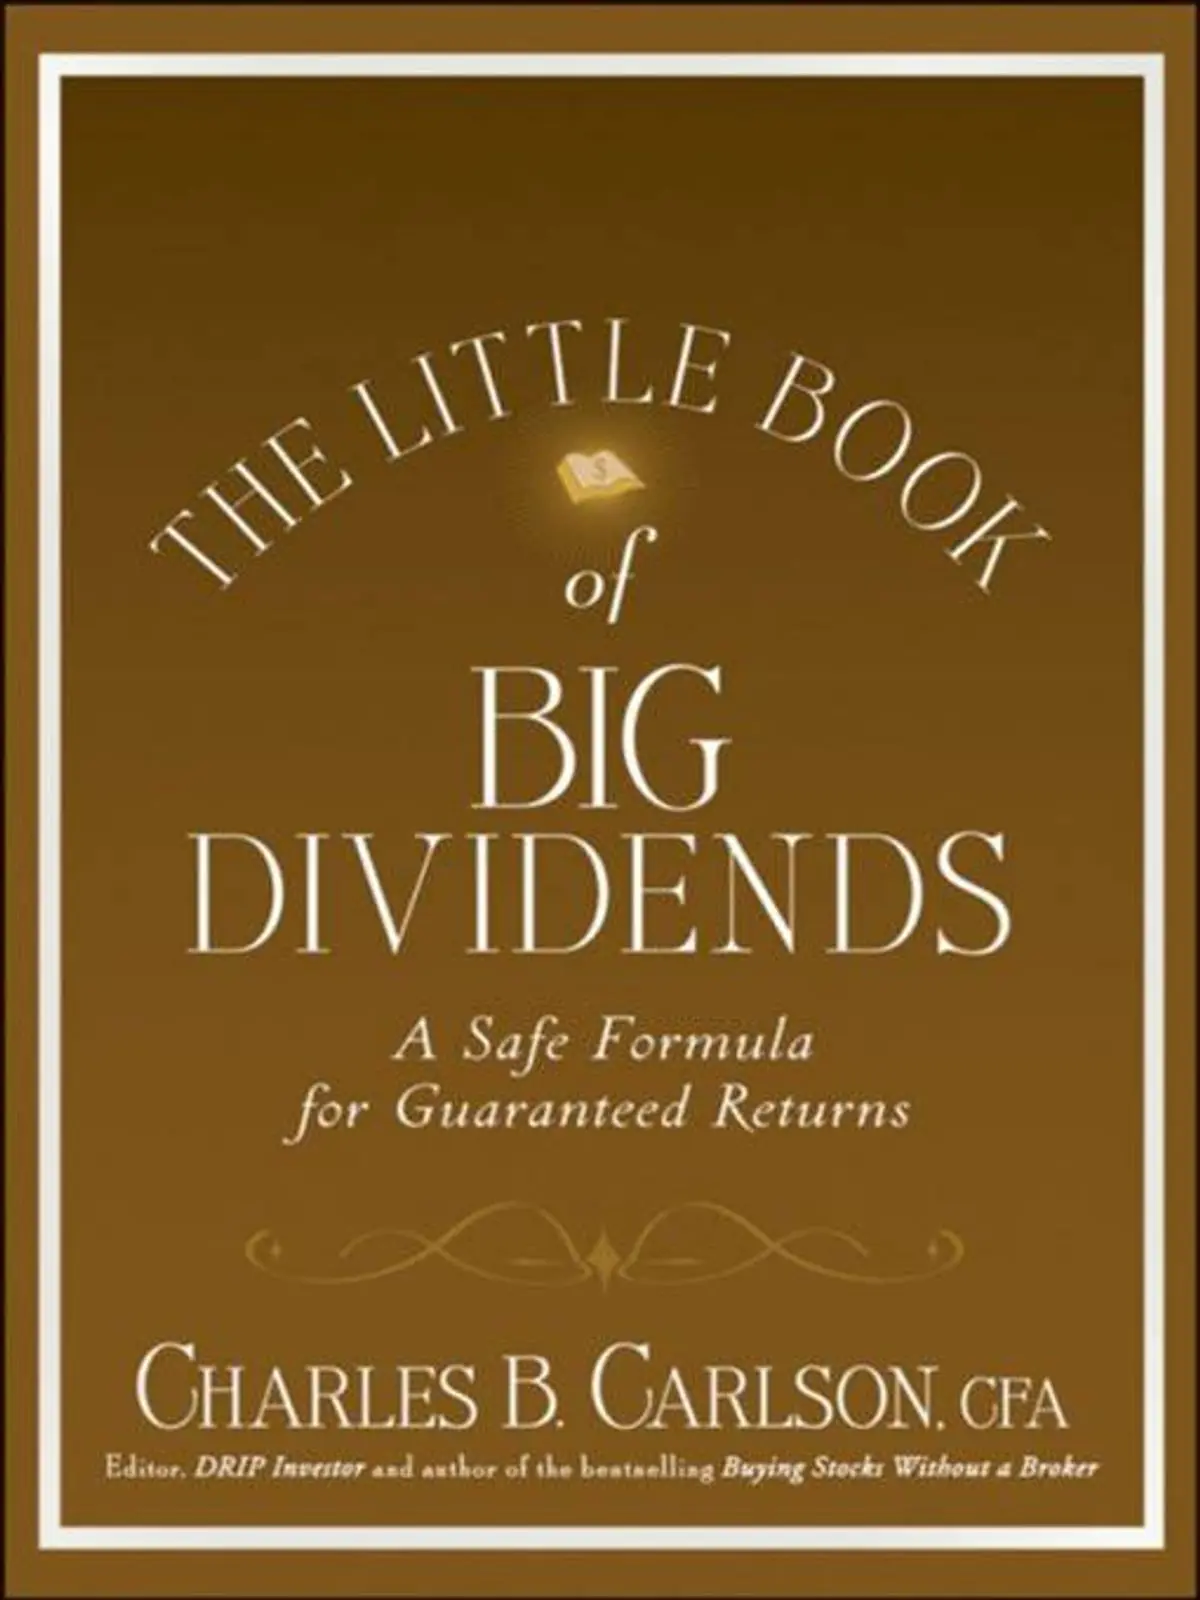 THE LITTLE BOOK
$
of
BIG
DIVIDENDS
A Safe Formula
for Guaranteed Returns
CHARLES B. CARLSON, CFA
Editor, DRIP Investor and author of the bestselling Buying Stocks Without a Broker